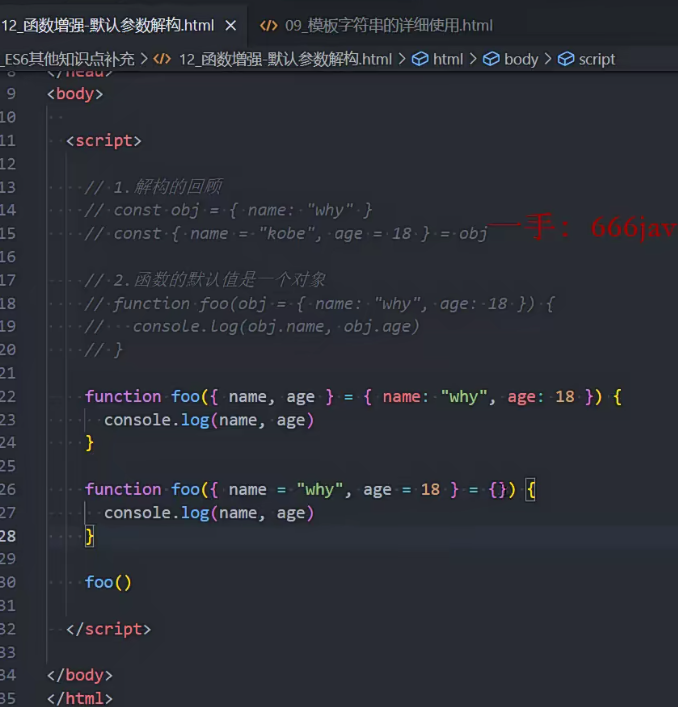 12_函数增强-默认参数解构.html × </> 09_模板字符串的详细使用.html
_ES6其他知识点补充 > </> 12_函数增强-默认参数解构.html > html > body > script
8 </head>
9 <body>
10
11 <script>
12
13 // 1.解构的回顾
14 // const obj = { name: "why" }
15 // const { name = "kobe", age = 18 } = obj
一手：666jav
16
17 // 2.函数的默认值是一个对象
18 // function foo(obj = { name: "why", age: 18 }) {
19 //   console.log(obj.name, obj.age)
20 // }
21
22 function foo({ name, age } = { name: "why", age: 18 }) {
23   console.log(name, age)
24 }
25
26 function foo({ name = "why", age = 18 } = {}) {
27   console.log(name, age)
28 }
29
30 foo()
31
32 </script>
33
34 </body>
35 </html>